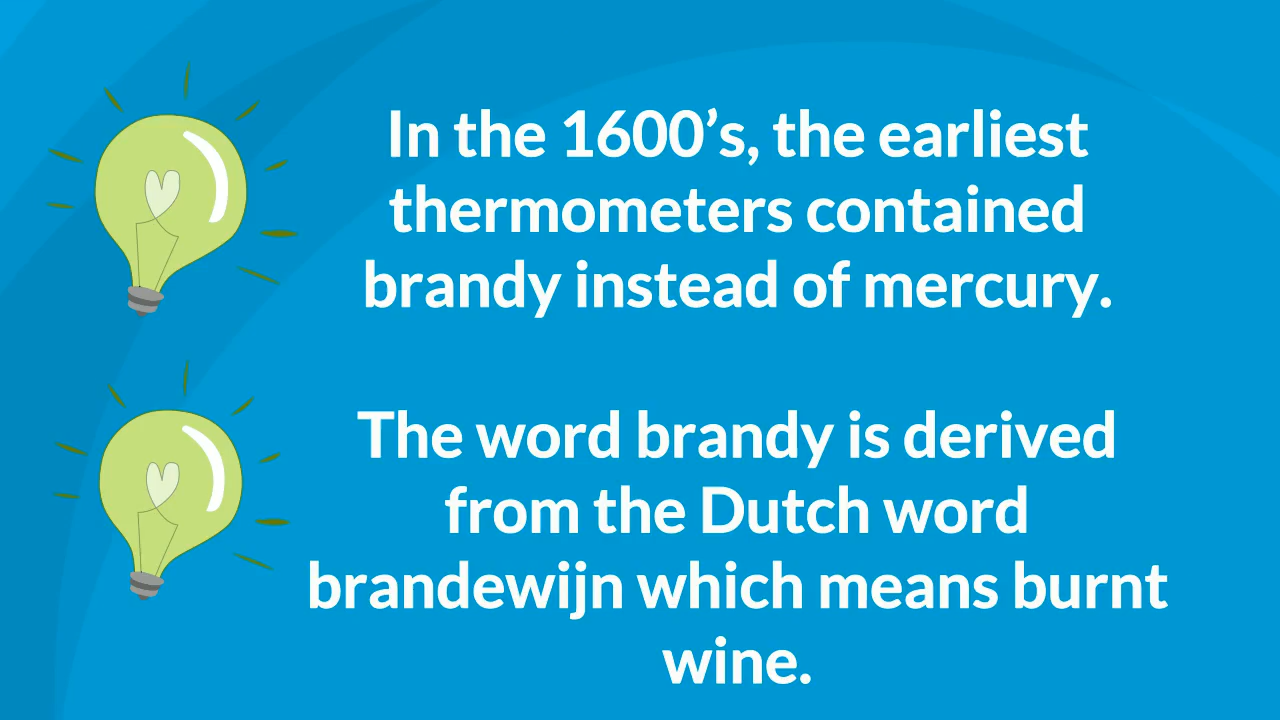 In the 1600’s, the earliest
thermometers contained
brandy instead of mercury.
The word brandy is derived
from the Dutch word
brandewijn which means burnt
wine.